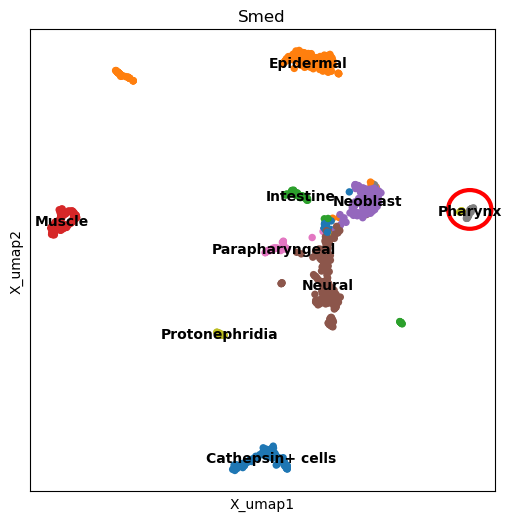 Smed
Epidermal
Intestine
Neoblast
Pharynx
Muscle
Parapharyngeal
Neural
Protonephridia
Cathepsin+ cells
X_umap2
X_umap1